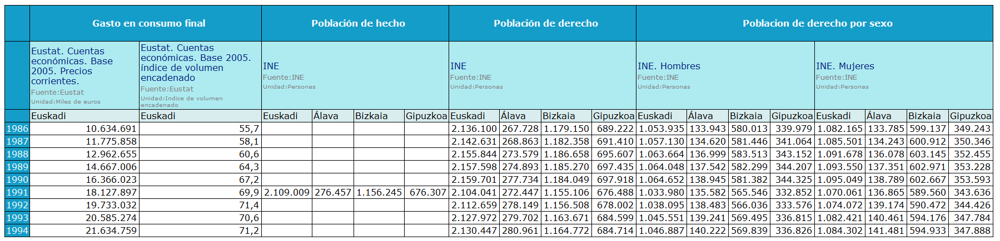 Gasto en consumo final Población de hecho Población de derecho Poblacion de derecho por sexo
Eustat. Cuentas
económicas. Base
2005. Precios
corrientes.
Fuente:Eustat
Unidad:Miles de euros
Eustat. Cuentas
económicas. Base 2005.
índice de volumen
encadenado
Fuente:Eustat
Unidad:Indice de volumen
encadenado
INE
Fuente:INE
Unidad:Personas
INE
Fuente:INE
Unidad:Personas
INE. Hombres
Fuente:INE
Unidad:Personas
INE. Mujeres
Fuente:INE
Unidad:Personas
Euskadi Euskadi Euskadi Álava Bizkaia Gipuzkoa Euskadi Álava Bizkaia Gipuzkoa Euskadi Álava Bizkaia Gipuzkoa Euskadi Álava Bizkaia Gipuzkoa
1986 10.634.691 55,7 2.136.100 267.728 1.179.150 689.222 1.053.935 133.943 580.013 339.979 1.082.165 133.785 599.137 349.243
1987 11.775.858 58,1 2.142.631 268.863 1.182.358 691.410 1.057.130 134.620 581.446 341.064 1.085.501 134.243 600.912 350.346
1988 12.962.655 60,6 2.155.844 273.579 1.186.658 695.607 1.063.664 136.999 583.513 343.152 1.091.678 136.078 603.145 352.455
1989 14.667.006 64,3 2.157.598 274.893 1.185.270 697.435 1.064.048 137.542 582.299 344.207 1.093.550 137.351 602.971 353.228
1990 16.366.023 67,2 2.159.701 277.734 1.184.049 697.918 1.064.652 138.945 581.382 344.325 1.095.049 138.789 602.667 353.593
1991 18.127.897 69,9 2.109.009 276.457 1.156.245 676.307 2.104.041 272.447 1.155.106 676.488 1.033.980 135.582 565.546 332.852 1.070.061 136.865 589.560 343.636
1992 19.733.032 71,4 2.112.659 278.149 1.156.508 678.002 1.038.095 138.483 566.036 333.576 1.074.072 139.174 590.472 344.426
1993 20.585.274 70,6 2.127.972 279.702 1.163.671 684.599 1.045.551 139.241 569.495 336.815 1.082.421 140.461 594.176 347.784
1994 21.634.759 71,2 2.130.447 280.961 1.164.772 684.714 1.046.887 140.222 569.839 336.826 1.084.302 141.481 594.933 347.888